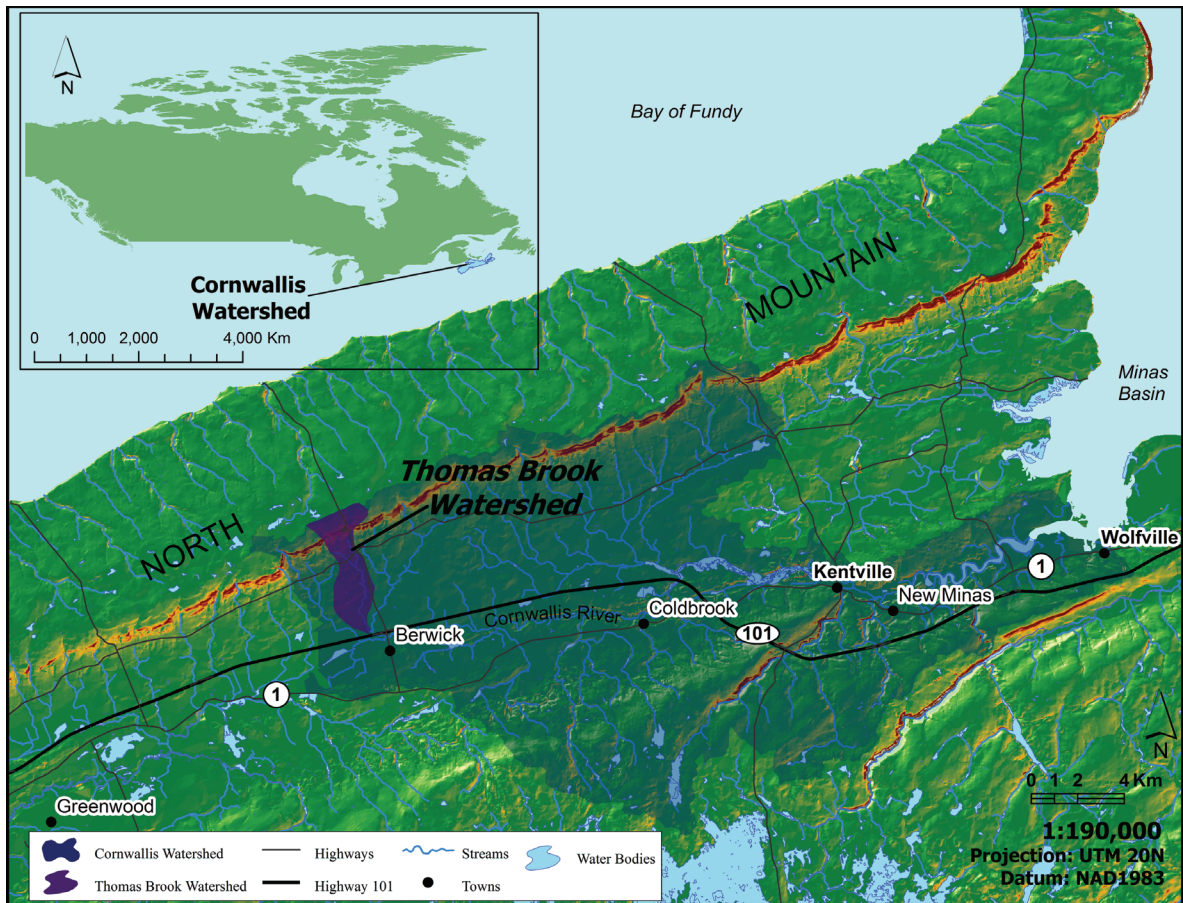 N
Cornwallis
Watershed
0 1,000 2,000 4,000 Km
Bay of Fundy
MOUNTAIN
Minas
Basin
Thomas Brook
Watershed
NORTH
Wolfville
1
Kentville
New Minas
Coldbrook
Cornwallis River
101
Berwick
1
N
0 1 2 4 Km
Greenwood
1:190,000
Projection: UTM 20N
Datum: NAD1983
Cornwallis Watershed
Highways
Streams
Water Bodies
Thomas Brook Watershed
Highway 101
Towns